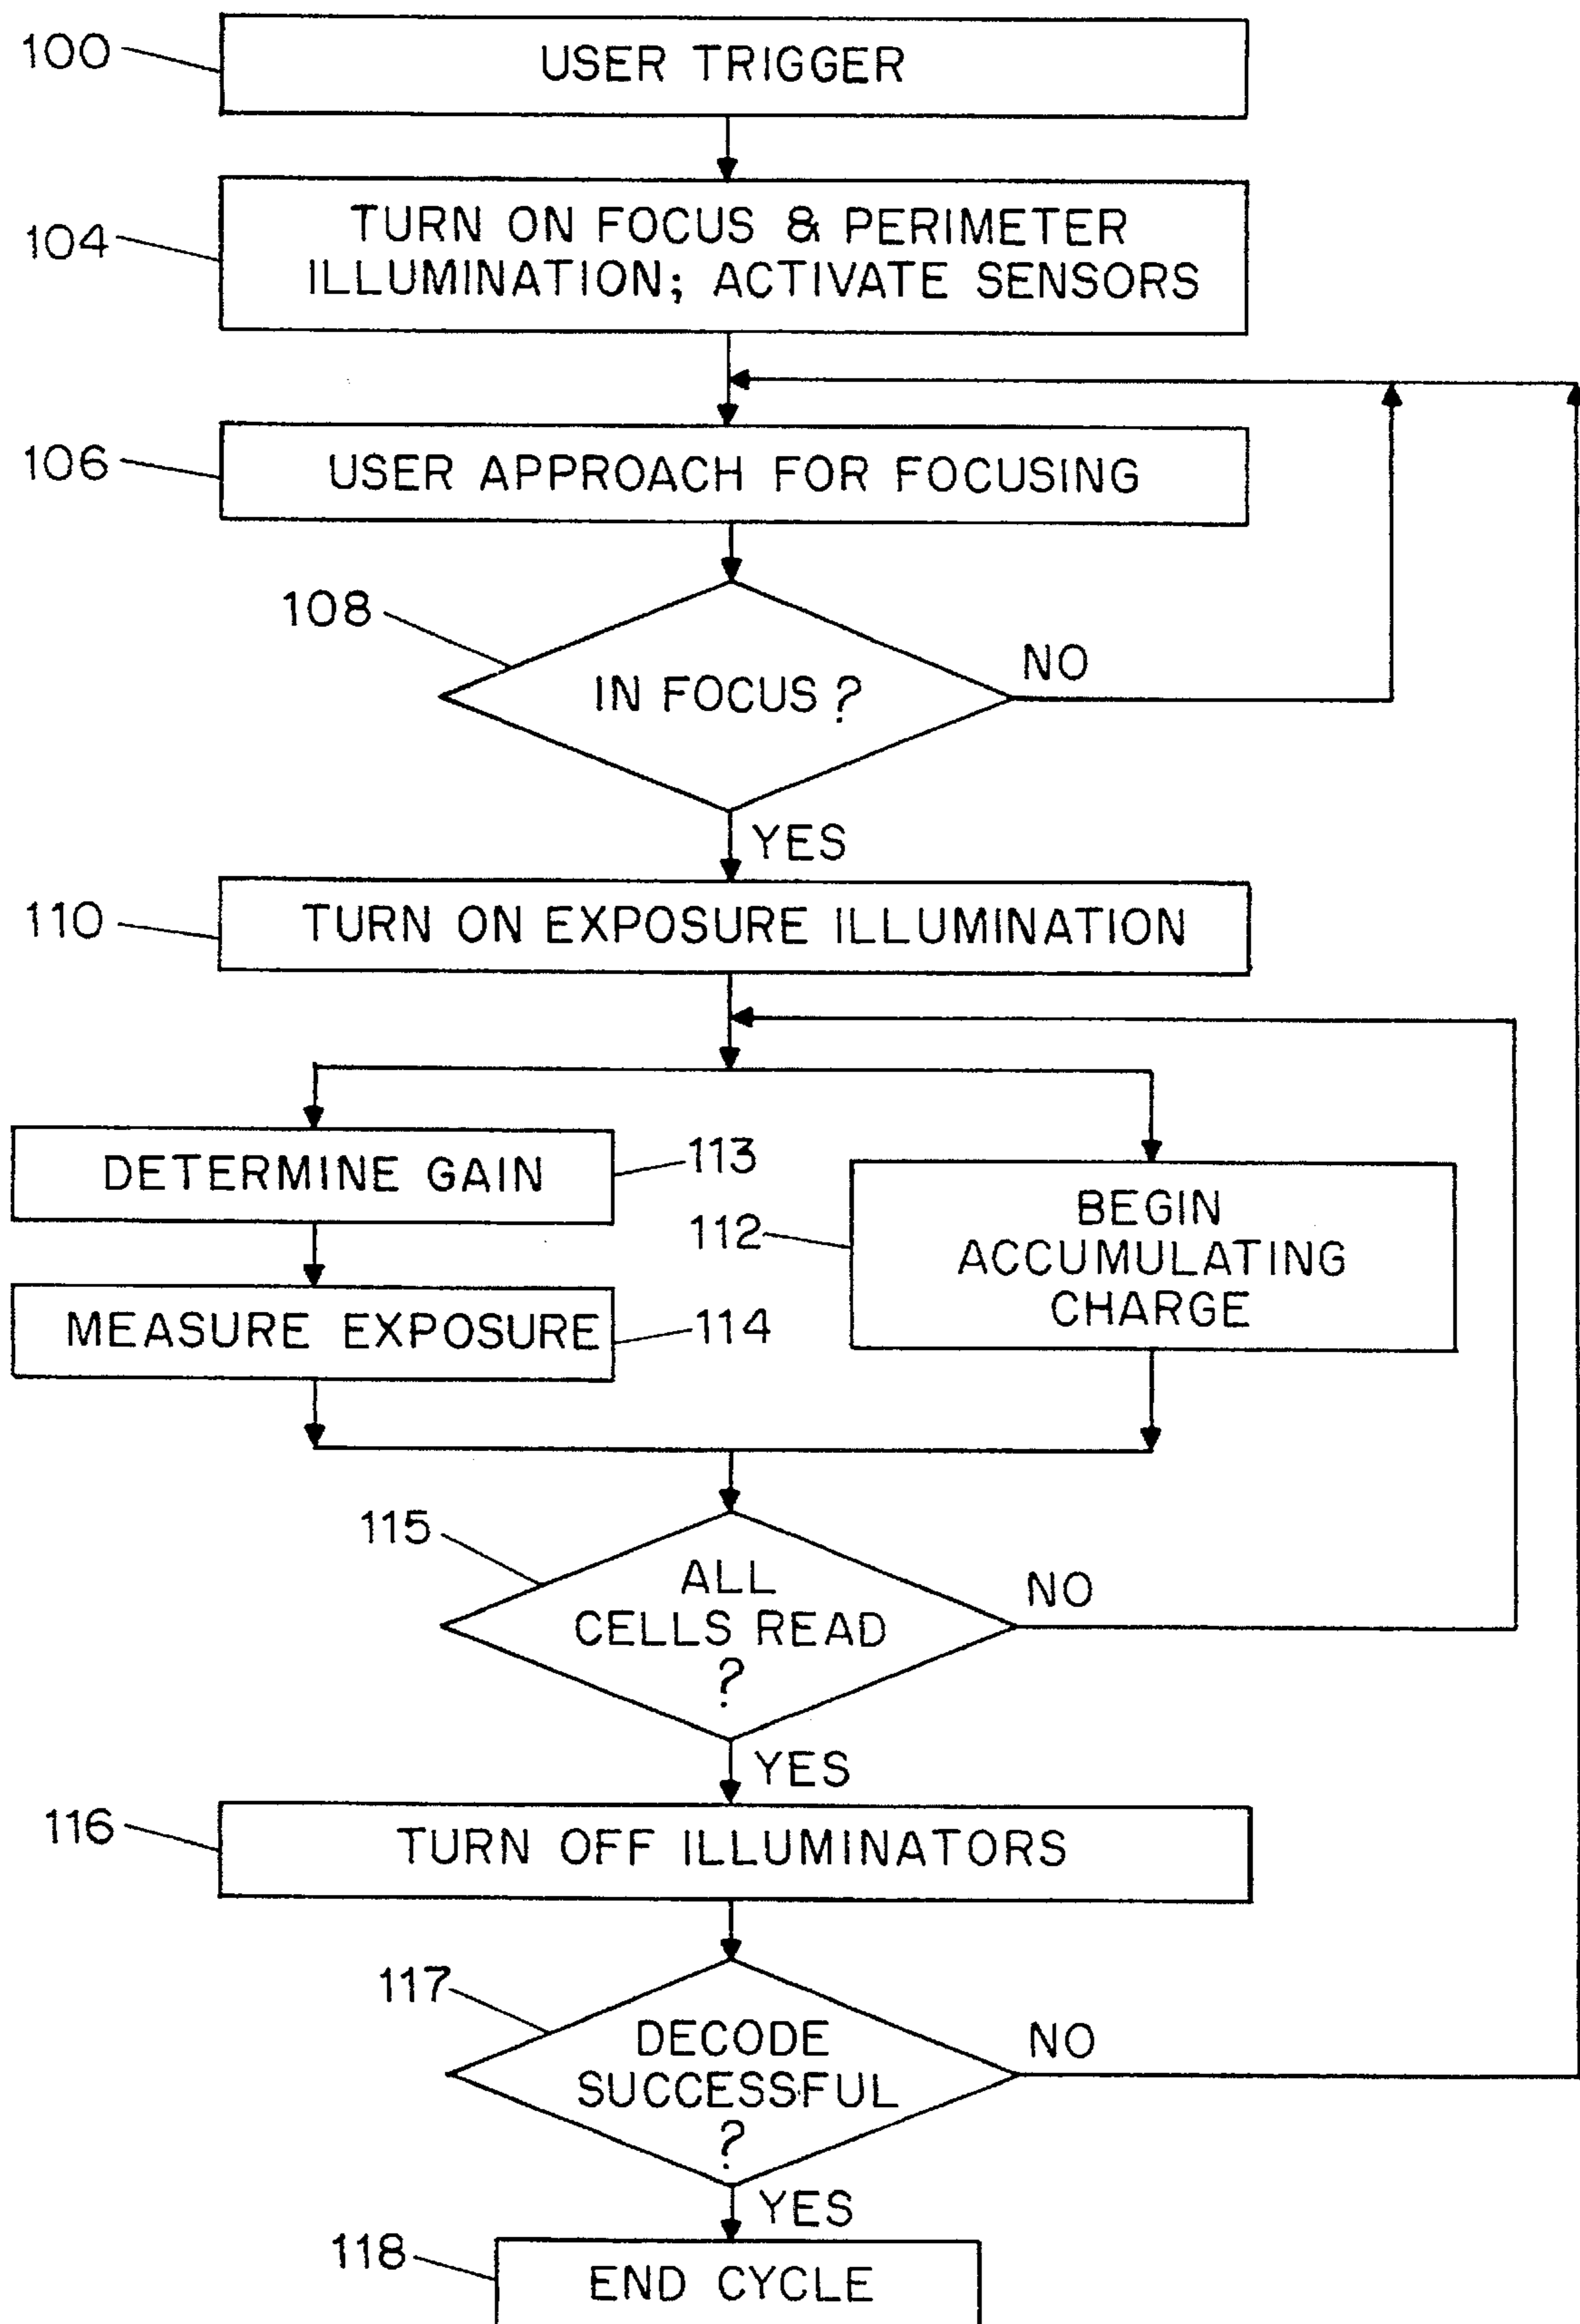 100
USER TRIGGER
104
TURN ON FOCUS & PERIMETER
ILLUMINATION; ACTIVATE SENSORS
106
USER APPROACH FOR FOCUSING
108
IN FOCUS ?
NO
YES
110
TURN ON EXPOSURE ILLUMINATION
DETERMINE GAIN
113
MEASURE EXPOSURE
114
112
BEGIN
ACCUMULATING
CHARGE
115
ALL
CELLS READ
?
NO
YES
116
TURN OFF ILLUMINATORS
117
DECODE
SUCCESSFUL
?
NO
YES
118
END CYCLE